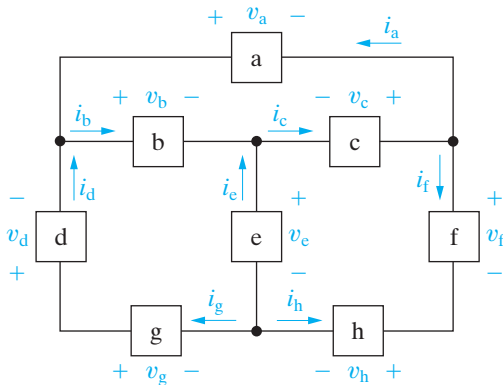 + v_a −
i_a
a
i_b
+ v_b −
i_c
− v_c +
b
c
−
i_d
i_e
i_f
+
+
v_d
d
e
v_e
f
v_f
+
−
−
i_g
i_h
g
h
+ v_g −
− v_h +